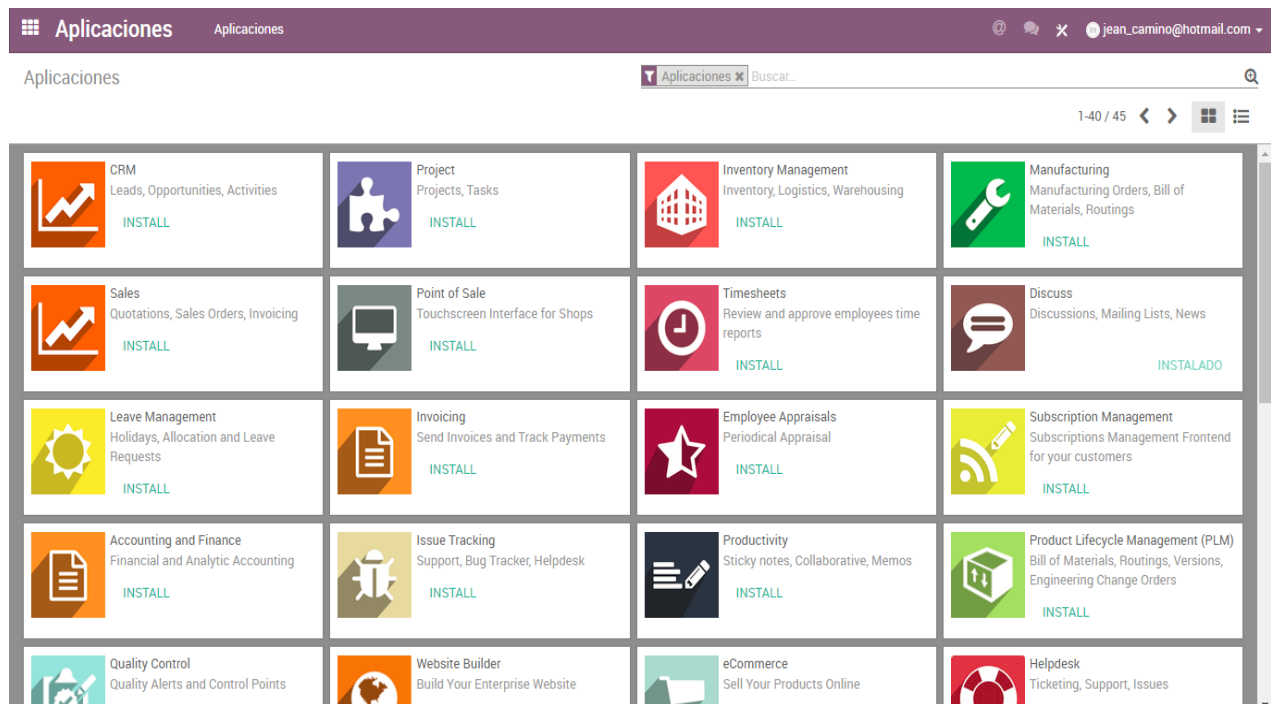 Aplicaciones Aplicaciones @ jean_camino@hotmail.com
Aplicaciones Aplicaciones Buscar...
1-40 / 45
CRM
Leads, Opportunities, Activities
INSTALL
Project
Projects, Tasks
INSTALL
Inventory Management
Inventory, Logistics, Warehousing
INSTALL
Manufacturing
Manufacturing Orders, Bill of
Materials, Routings
INSTALL
Sales
Quotations, Sales Orders, Invoicing
INSTALL
Point of Sale
Touchscreen Interface for Shops
INSTALL
Timesheets
Review and approve employees time
reports
INSTALL
Discuss
Discussions, Mailing Lists, News
INSTALADO
Leave Management
Holidays, Allocation and Leave
Requests
INSTALL
Invoicing
Send Invoices and Track Payments
INSTALL
Employee Appraisals
Periodical Appraisal
INSTALL
Subscription Management
Subscriptions Management Frontend
for your customers
INSTALL
Accounting and Finance
Financial and Analytic Accounting
INSTALL
Issue Tracking
Support, Bug Tracker, Helpdesk
INSTALL
Productivity
Sticky notes, Collaborative, Memos
INSTALL
Product Lifecycle Management (PLM)
Bill of Materials, Routings, Versions,
Engineering Change Orders
INSTALL
Quality Control
Quality Alerts and Control Points
Website Builder
Build Your Enterprise Website
eCommerce
Sell Your Products Online
Helpdesk
Ticketing, Support, Issues